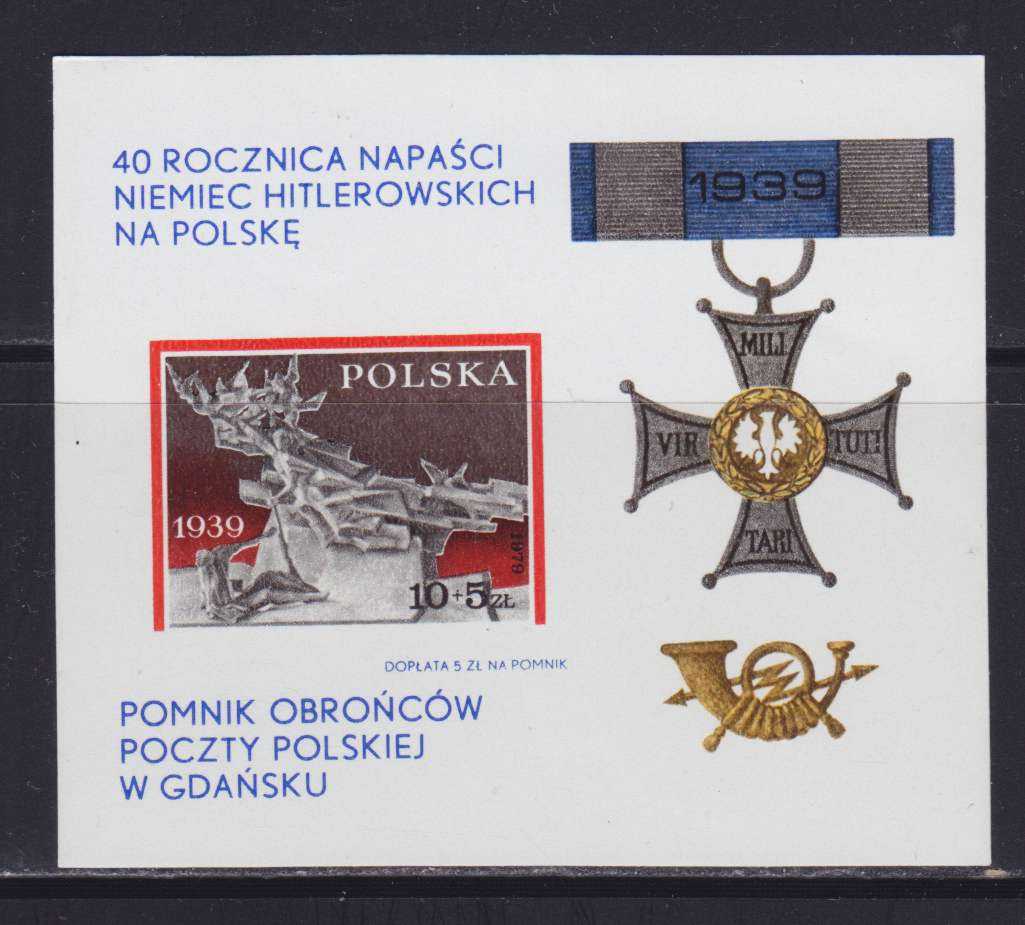 40 ROCZNICA NAPAŚCI
NIEMIEC HITLEROWSKICH
NA POLSKĘ
1939
MILI
VIR
TUTI
TARI
POLSKA
1939
1979
10+5 ZŁ
DOPŁATA 5 ZŁ NA POMNIK
POMNIK OBROŃCÓW
POCZTY POLSKIEJ
W GDAŃSKU